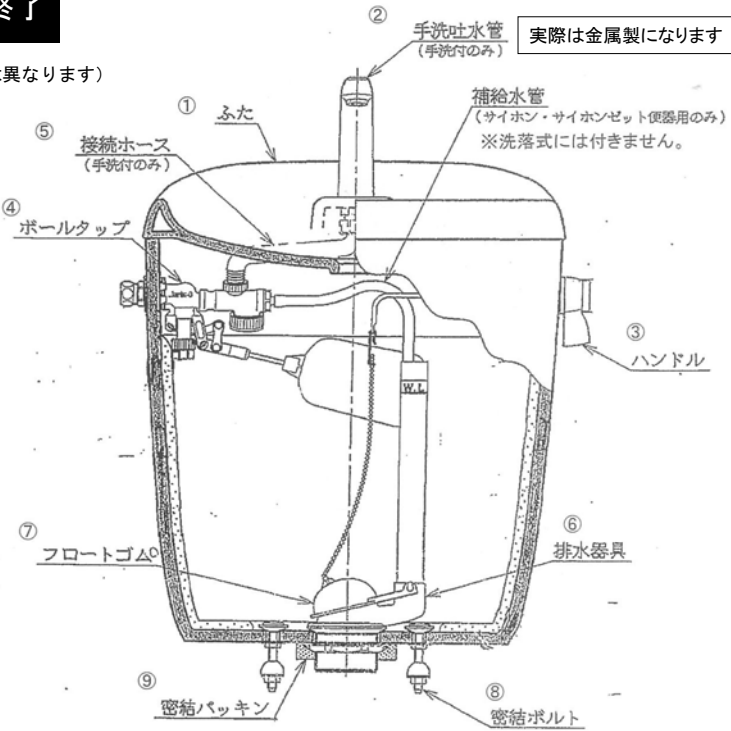 終了
は異なります）
②
手洗吐水管
(手洗付のみ)
実際は金属製になります
①
ふた
補給水管
(サイホン・サイホンゼット便器用のみ)
※洗落式には付きません。
⑤
接続ホース
(手洗付のみ)
④
ボールタップ
③
ハンドル
W.L
⑦
フロートゴム
⑥
排水器具
⑨
密結パッキン
⑧
密結ボルト